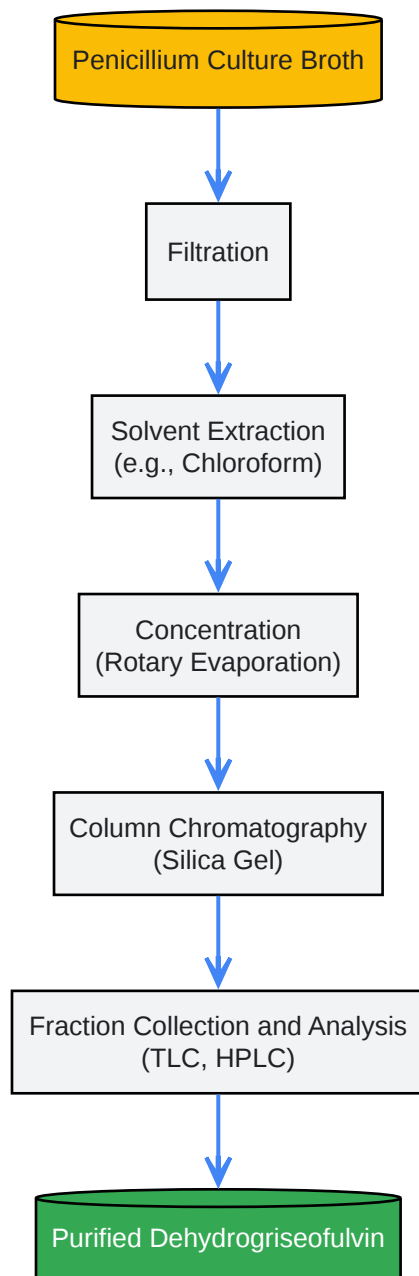 Penicillium Culture Broth
Filtration
Solvent Extraction
(e.g., Chloroform)
Concentration
(Rotary Evaporation)
Column Chromatography
(Silica Gel)
Fraction Collection and Analysis
(TLC, HPLC)
Purified Dehydrogriseofulvin